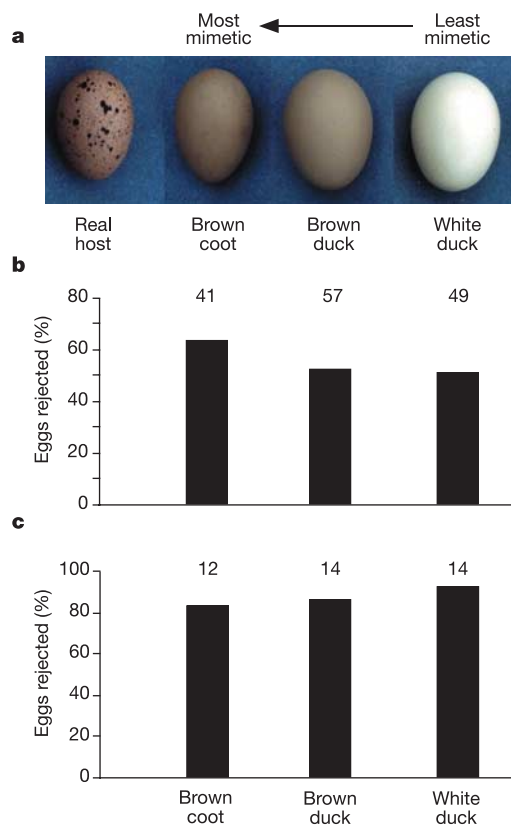 Most mimetic
Least mimetic
a
Real host
Brown coot
Brown duck
White duck
b
80
60
40
20
0
Eggs rejected (%)
41
57
49
c
100
80
60
40
20
0
Eggs rejected (%)
12
14
14
Brown coot
Brown duck
White duck